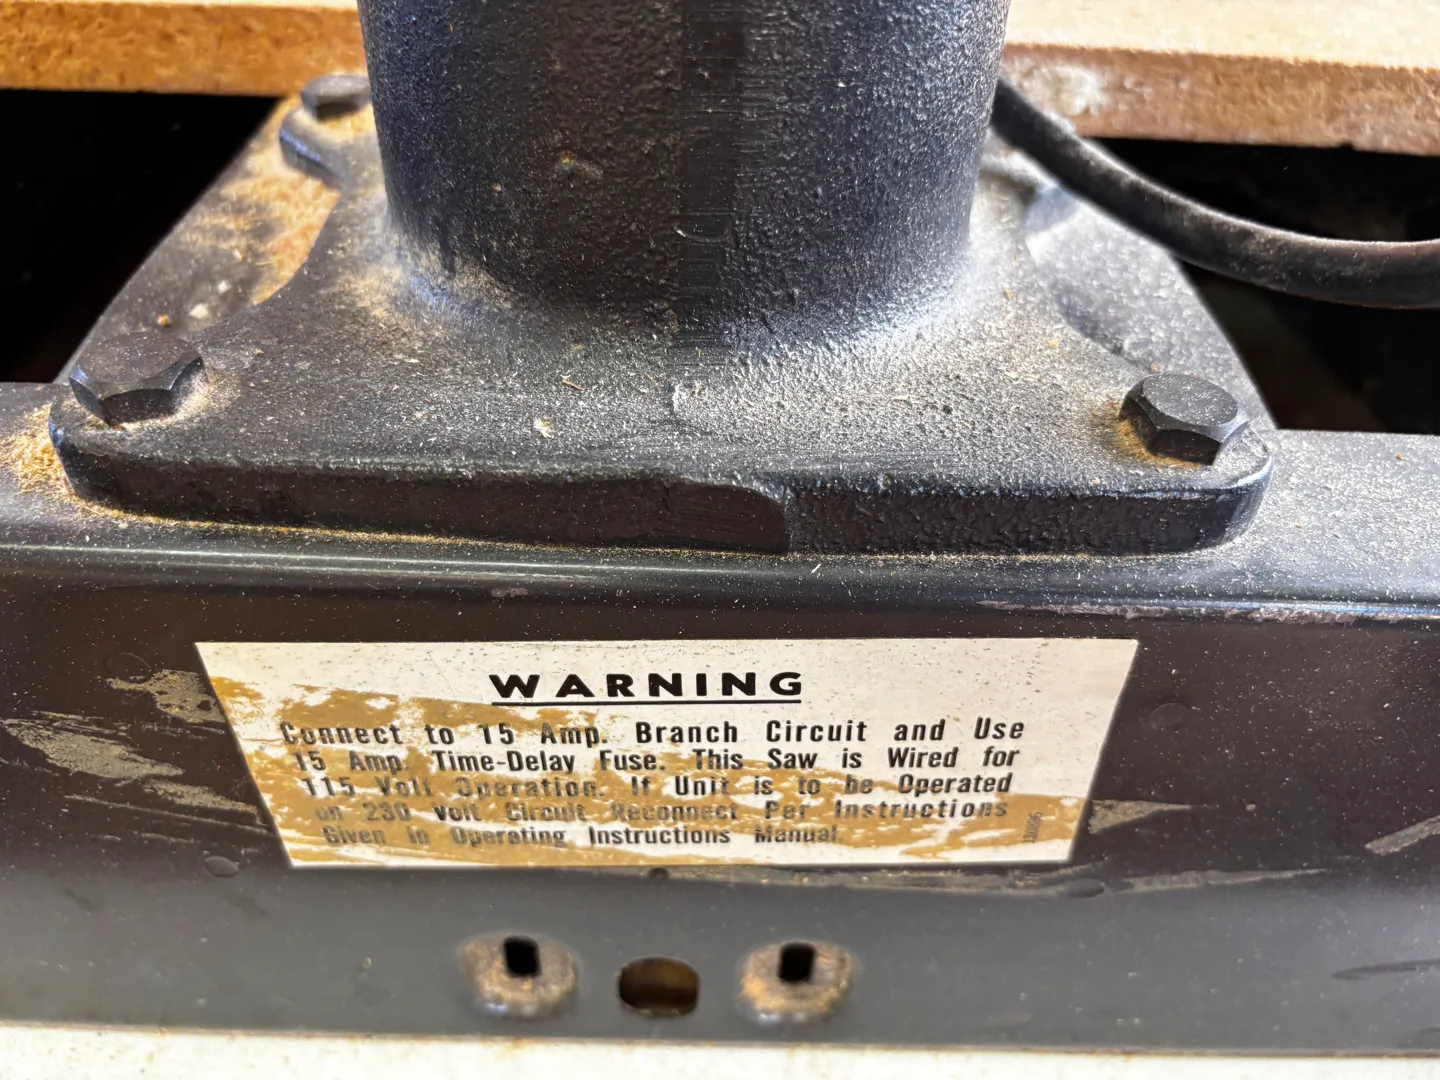 WARNING
Connect to 15 Amp. Branch Circuit and Use
15 Amp. Time-Delay Fuse. This Saw is Wired for
115 Volt Operation. If Unit is to be Operated
on 230 volt Circuit Reconnect Per Instructions
Given in Operating Instructions Manual.